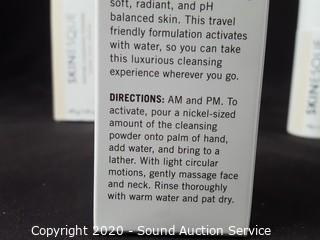 soft, radiant, and pH
balanced skin. This travel
friendly formulation activates
with water, so you can take
this luxurious cleansing
experience wherever you go.
DIRECTIONS: AM and PM. To
activate, pour a nickel-sized
amount of the cleansing
powder onto palm of hand,
add water, and bring to a
lather. With light circular
motions, gently massage face
and neck. Rinse thoroughly
with warm water and pat dry.
SKINESQUE
Copyright 2020 - Sound Auction Service